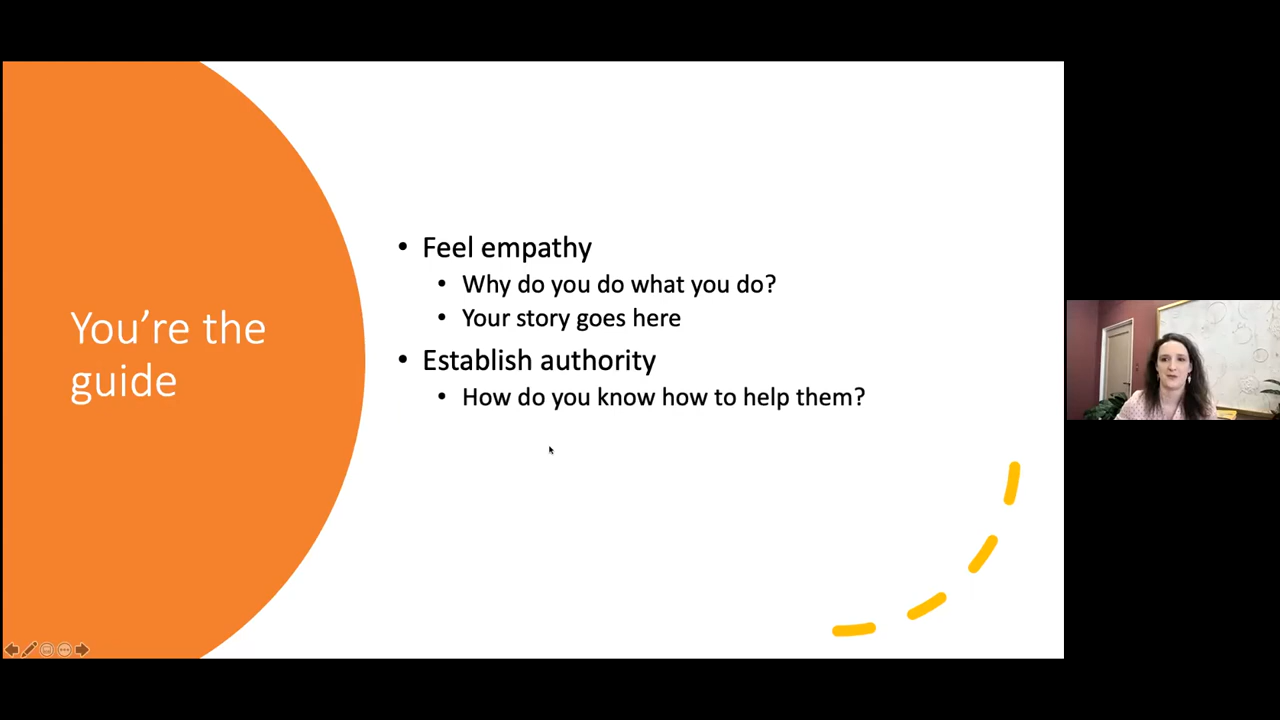 You're the
guide
• Feel empathy
• Why do you do what you do?
• Your story goes here
• Establish authority
• How do you know how to help them?